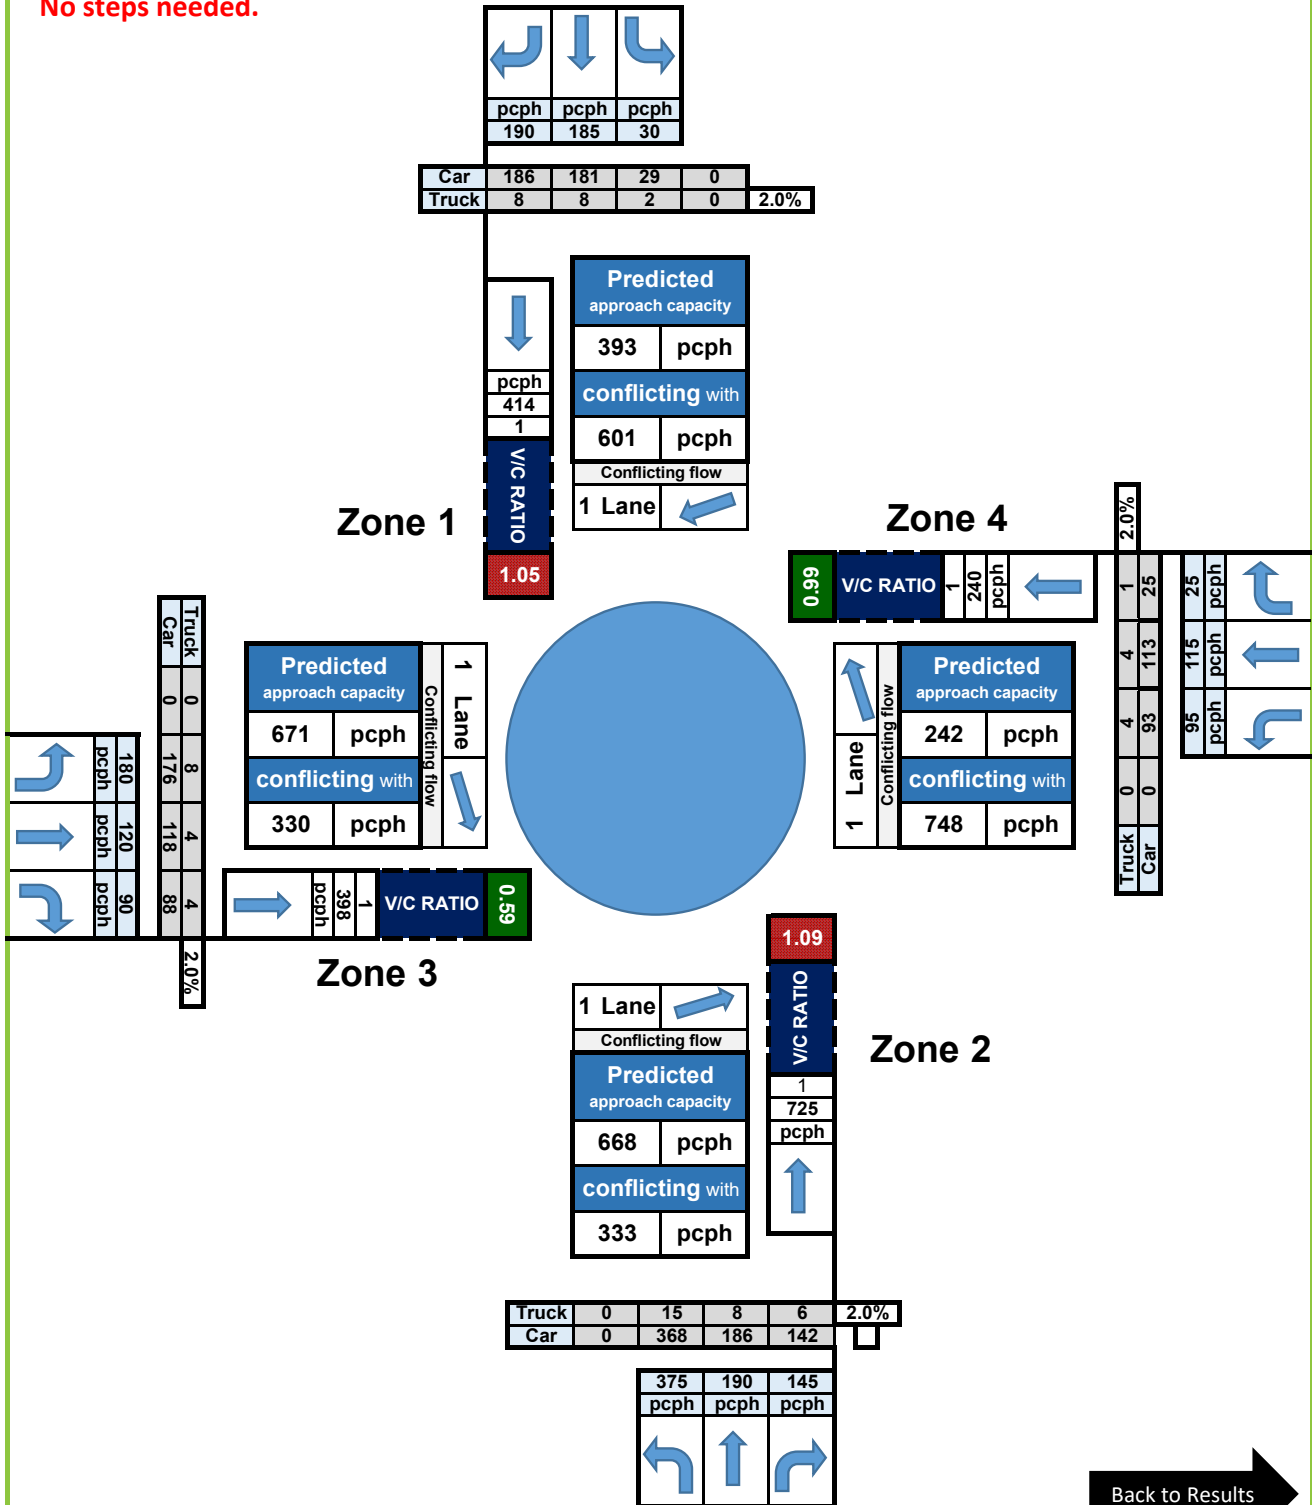 No steps needed.
pcph pcph pcph
190 185 30
Car 186 181 29 0
Truck 8 8 2 0 2.0%
Predicted
approach capacity
393 pcph
conflicting with
601 pcph
Conflicting flow
1 Lane
pcph
414
1
V/C RATIO
1.05
Zone 1
Zone 4
2.0%
0.99 V/C RATIO 1 240 pcph
1 25 25 pcph
4 113 115 pcph
4 93 95 pcph
0 0
Truck Car
Predicted
approach capacity
242 pcph
conflicting with
748 pcph
Conflicting flow
1 Lane
Truck 0 8 4 4 2.0%
Car 0 176 118 88
180 120 90
pcph pcph pcph
Predicted
approach capacity
671 pcph
conflicting with
330 pcph
Conflicting flow
1 Lane
pcph 398 1 V/C RATIO 0.59
Zone 3
1.09
V/C RATIO
1
725
pcph
Zone 2
1 Lane
Conflicting flow
Predicted
approach capacity
668 pcph
conflicting with
333 pcph
Truck 0 15 8 6 2.0%
Car 0 368 186 142
375 190 145
pcph pcph pcph
Back to Results